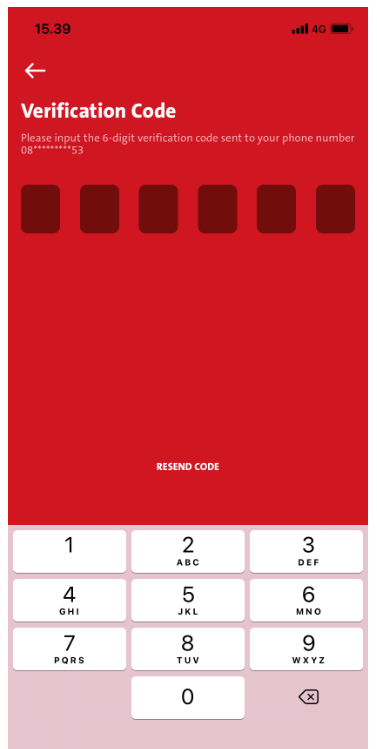 15.39
4G
Verification Code
Please input the 6-digit verification code sent to your phone number
08*********53
RESEND CODE
1
2
3
ABC
DEF
4
5
6
GHI
JKL
MNO
7
8
9
PQRS
TUV
WXYZ
0